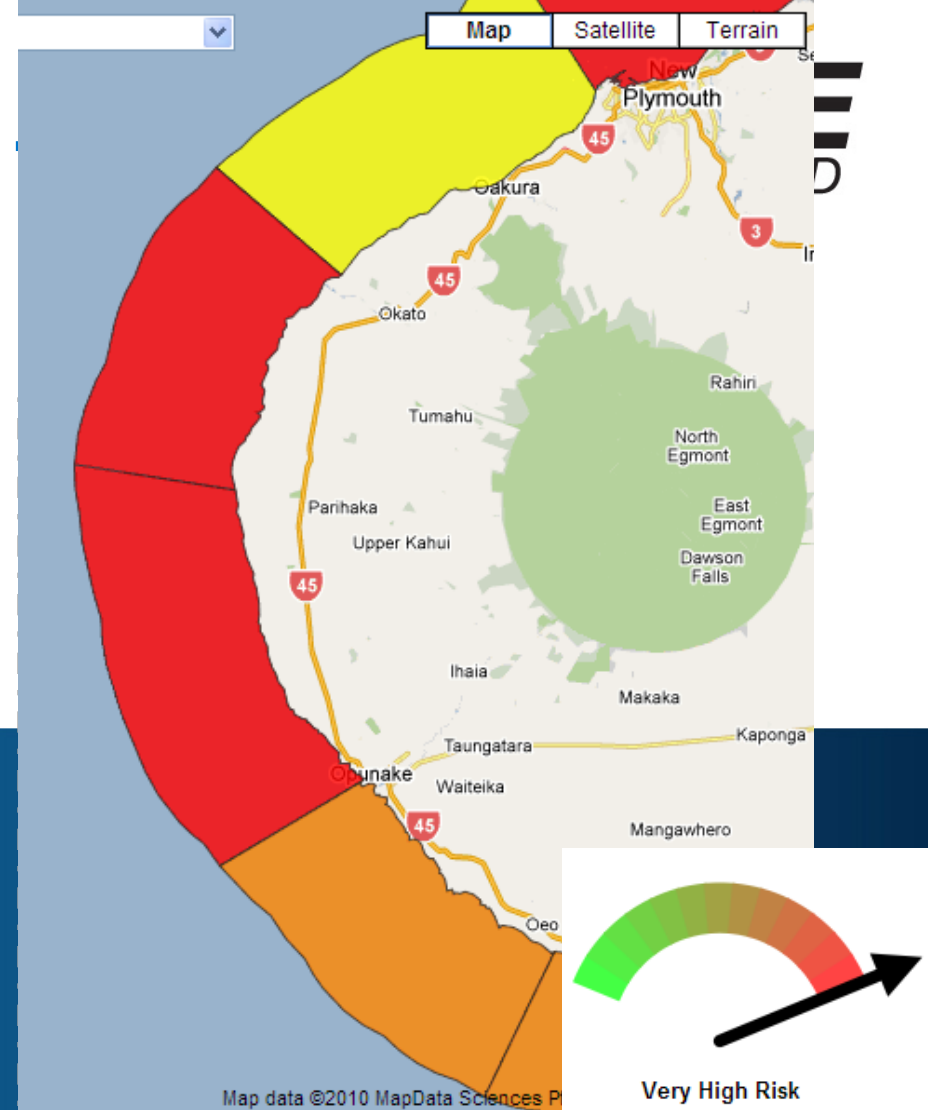 Map Satellite Terrain
New
Plymouth
45
Oakura
3
45
Okato
Rahiri
Tumahu
North
Egmont
Parihaka
East
Egmont
Upper Kahui
Dawson
Falls
45
Ihaia
Makaka
Kaponga
Taungatara
Opunake
Waiteika
45
Mangawhero
Oeo
Map data ©2010 MapData Sciences
Very High Risk